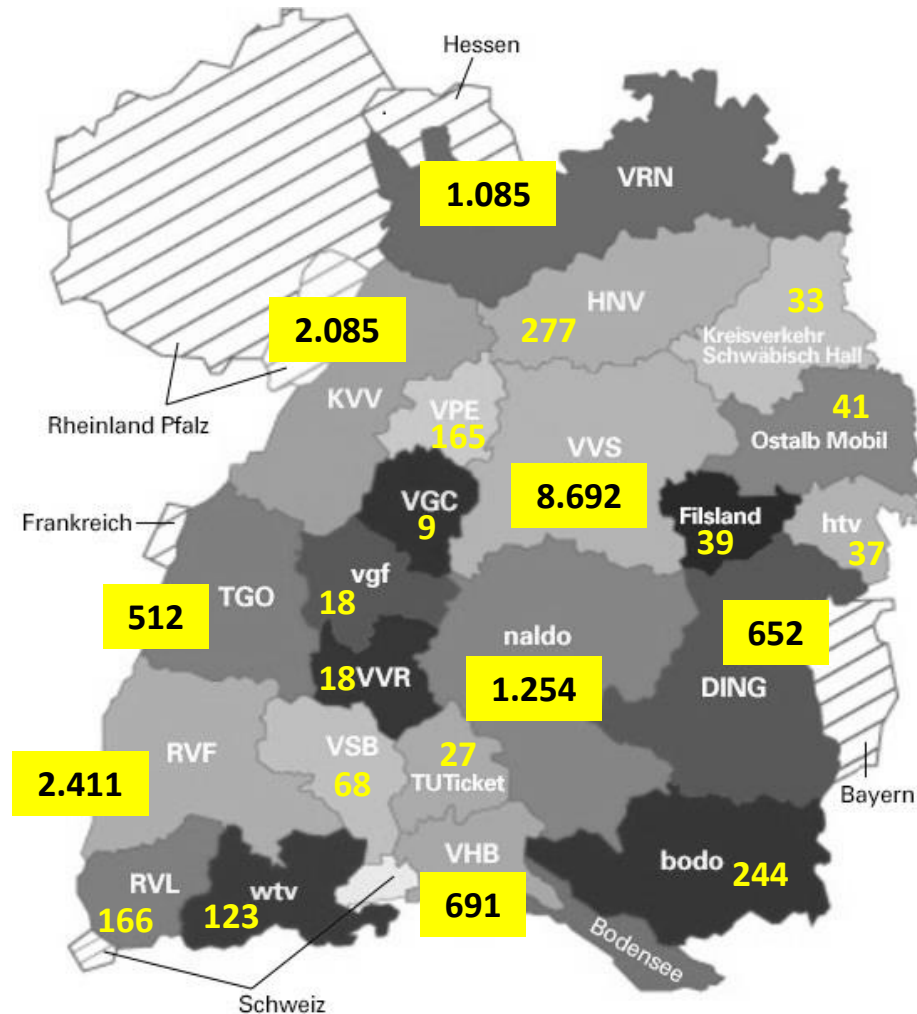 Hessen
VRN
1.085
HNV
277
33
Kreisverkehr
Schwäbisch Hall
2.085
KVV
Rheinland Pfalz
VPE
165
VVS
8.692
41
Ostalb Mobil
VGC
9
Filsland
39
htv
37
Frankreich
TGO
512
vgf
18
naldo
1.254
652
DING
18 VVR
RVF
2.411
VSB
68
27
TUTicket
Bayern
VHB
691
bodo
244
RVL
166
wtv
123
Bodensee
Schweiz